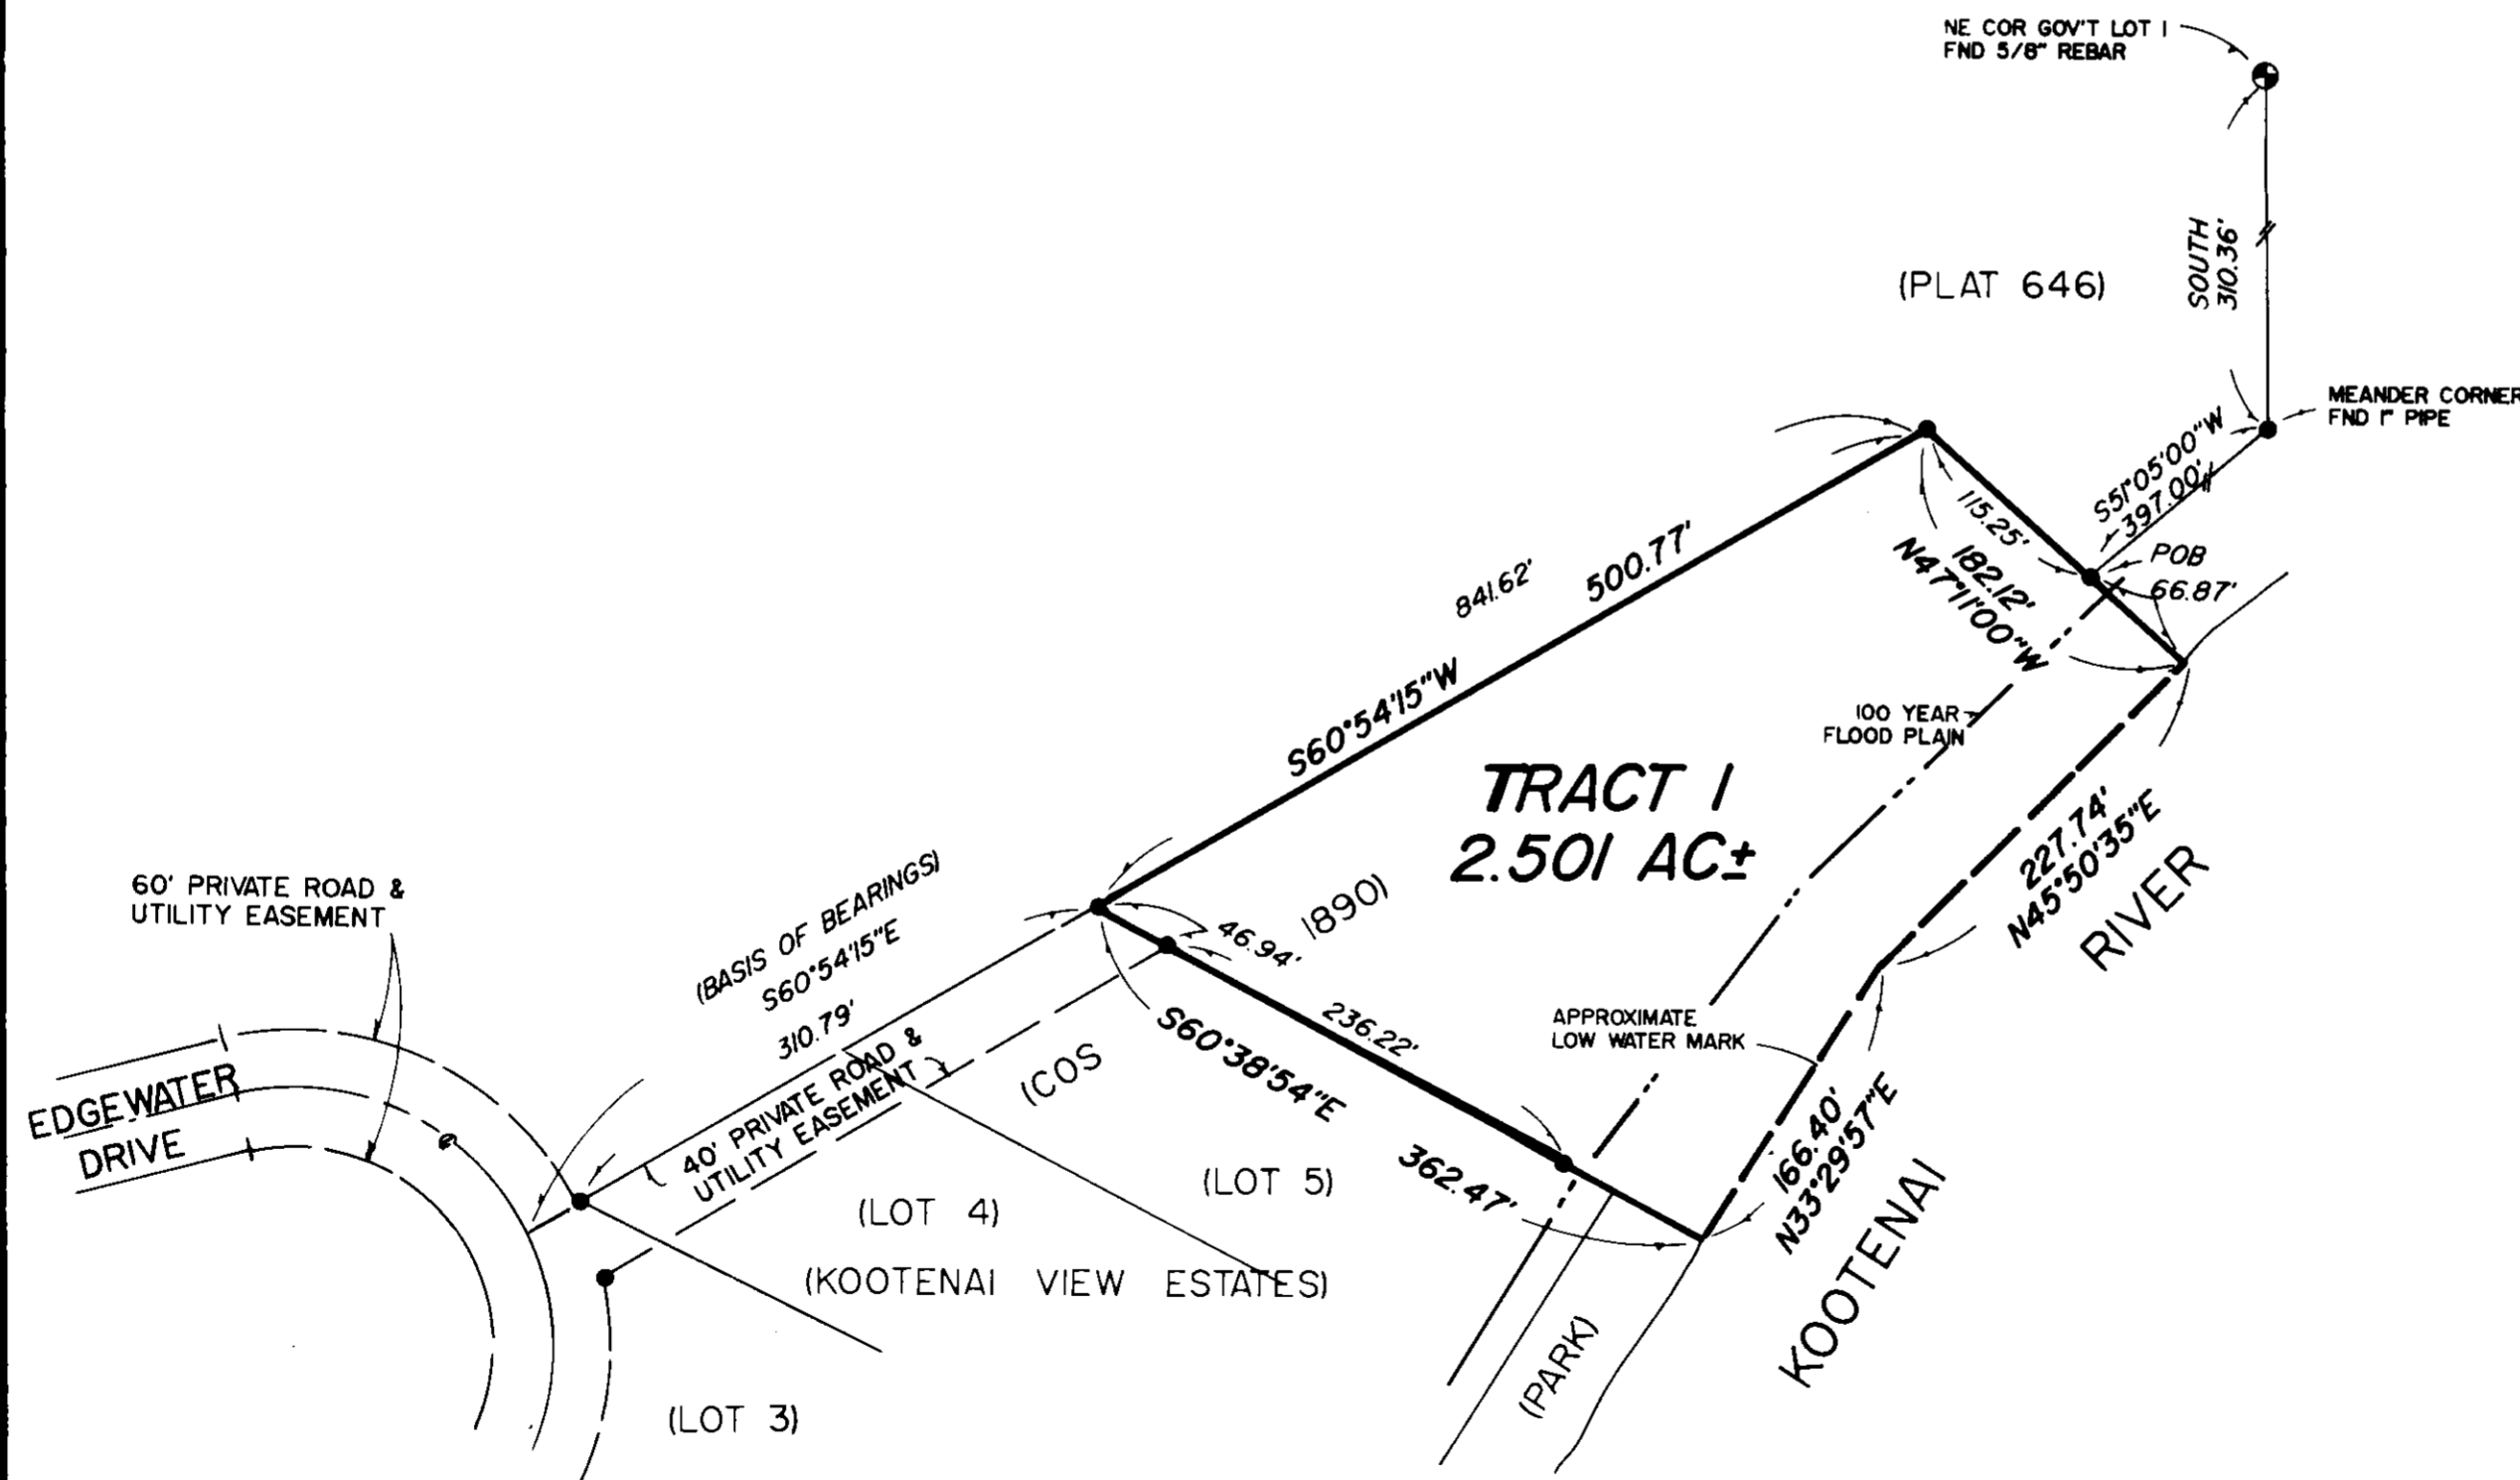 NE COR GOV'T LOT 1
FND 5/8" REBAR
SOUTH
310.36'
(PLAT 646)
MEANDER CORNER
FND 1" PIPE
S51°05'00"W
397.00'
115.25'
182.12'
N47°11'00"W
POB
66.87'
841.62'
500.77'
S60°54'15"W
100 YEAR
FLOOD PLAIN
TRACT 1
2.501 AC±
227.74'
N45°50'35"E
RIVER
60' PRIVATE ROAD &
UTILITY EASEMENT
(BASIS OF BEARINGS)
S60°54'15"E
310.79'
46.94'
1890)
236.22'
S60°38'54"E
362.47'
APPROXIMATE
LOW WATER MARK
166.40'
N33°29'57"E
KOOTENAI
40' PRIVATE ROAD &
UTILITY EASEMENT
(COS
EDGEWATER
DRIVE
(LOT 5)
(LOT 4)
(KOOTENAI VIEW ESTATES)
(PARK)
(LOT 3)